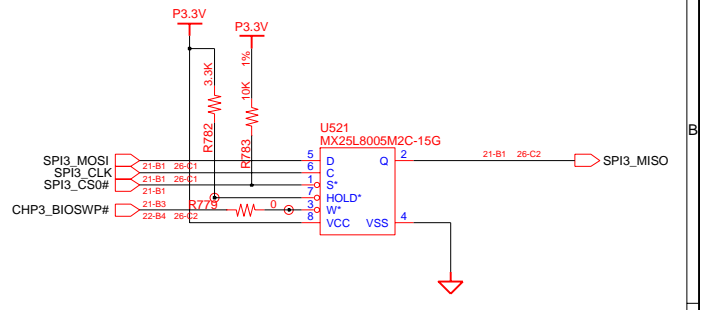 P3.3V
P3.3V
3.3K
10K 1%
R782
R783
U521
MX25L8005M2C-15G
B
SPI3_MOSI 21-B1 26-C1 5 D Q 2 21-B1 26-C2 SPI3_MISO
SPI3_CLK 21-B1 26-C1 6 C
SPI3_CS0# 21-B1 1 S*
7 HOLD*
CHP3_BIOSWP# 21-B3 R779 0 3 W*
22-B4 26-C2 8 VCC VSS 4